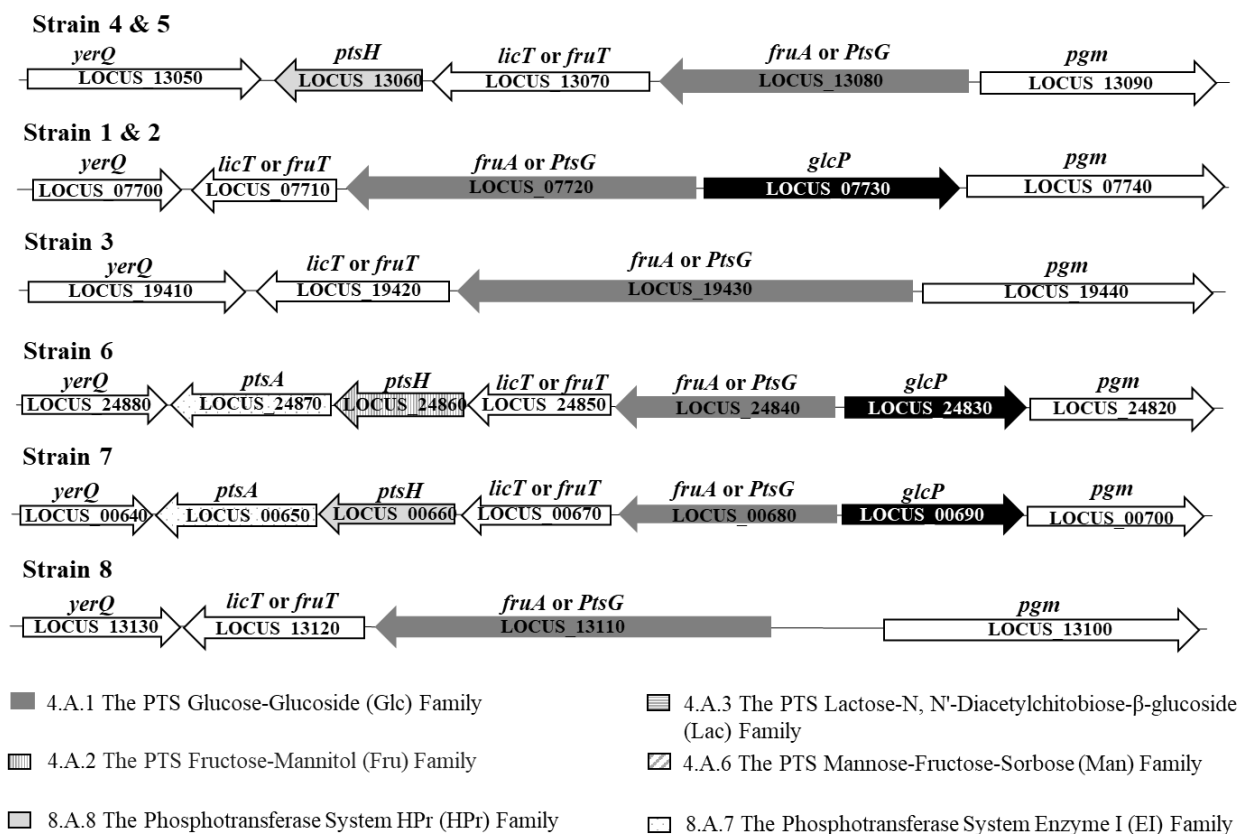 Strain 4 & 5
yerQ ptsH licT or fruT fruA or PtsG pgm
LOCUS_13050 LOCUS_13060 LOCUS_13070 LOCUS_13080 LOCUS_13090
Strain 1 & 2
yerQ licT or fruT fruA or PtsG glcP pgm
LOCUS_07700 LOCUS_07710 LOCUS_07720 LOCUS_07730 LOCUS_07740
Strain 3
yerQ licT or fruT fruA or PtsG pgm
LOCUS_19410 LOCUS_19420 LOCUS_19430 LOCUS_19440
Strain 6
yerQ ptsA ptsH licT or fruT fruA or PtsG glcP pgm
LOCUS_24880 LOCUS_24870 LOCUS_24860 LOCUS_24850 LOCUS_24840 LOCUS_24830 LOCUS_24820
Strain 7
yerQ ptsA ptsH licT or fruT fruA or PtsG glcP pgm
LOCUS_00640 LOCUS_00650 LOCUS_00660 LOCUS_00670 LOCUS_00680 LOCUS_00690 LOCUS_00700
Strain 8
yerQ licT or fruT fruA or PtsG pgm
LOCUS_13130 LOCUS_13120 LOCUS_13110 LOCUS_13100
4.A.1 The PTS Glucose-Glucoside (Glc) Family
4.A.2 The PTS Fructose-Mannitol (Fru) Family
8.A.8 The Phosphotransferase System HPr (HPr) Family
4.A.3 The PTS Lactose-N, N'-Diacetylchitobiose-β-glucoside
(Lac) Family
4.A.6 The PTS Mannose-Fructose-Sorbose (Man) Family
8.A.7 The Phosphotransferase System Enzyme I (EI) Family